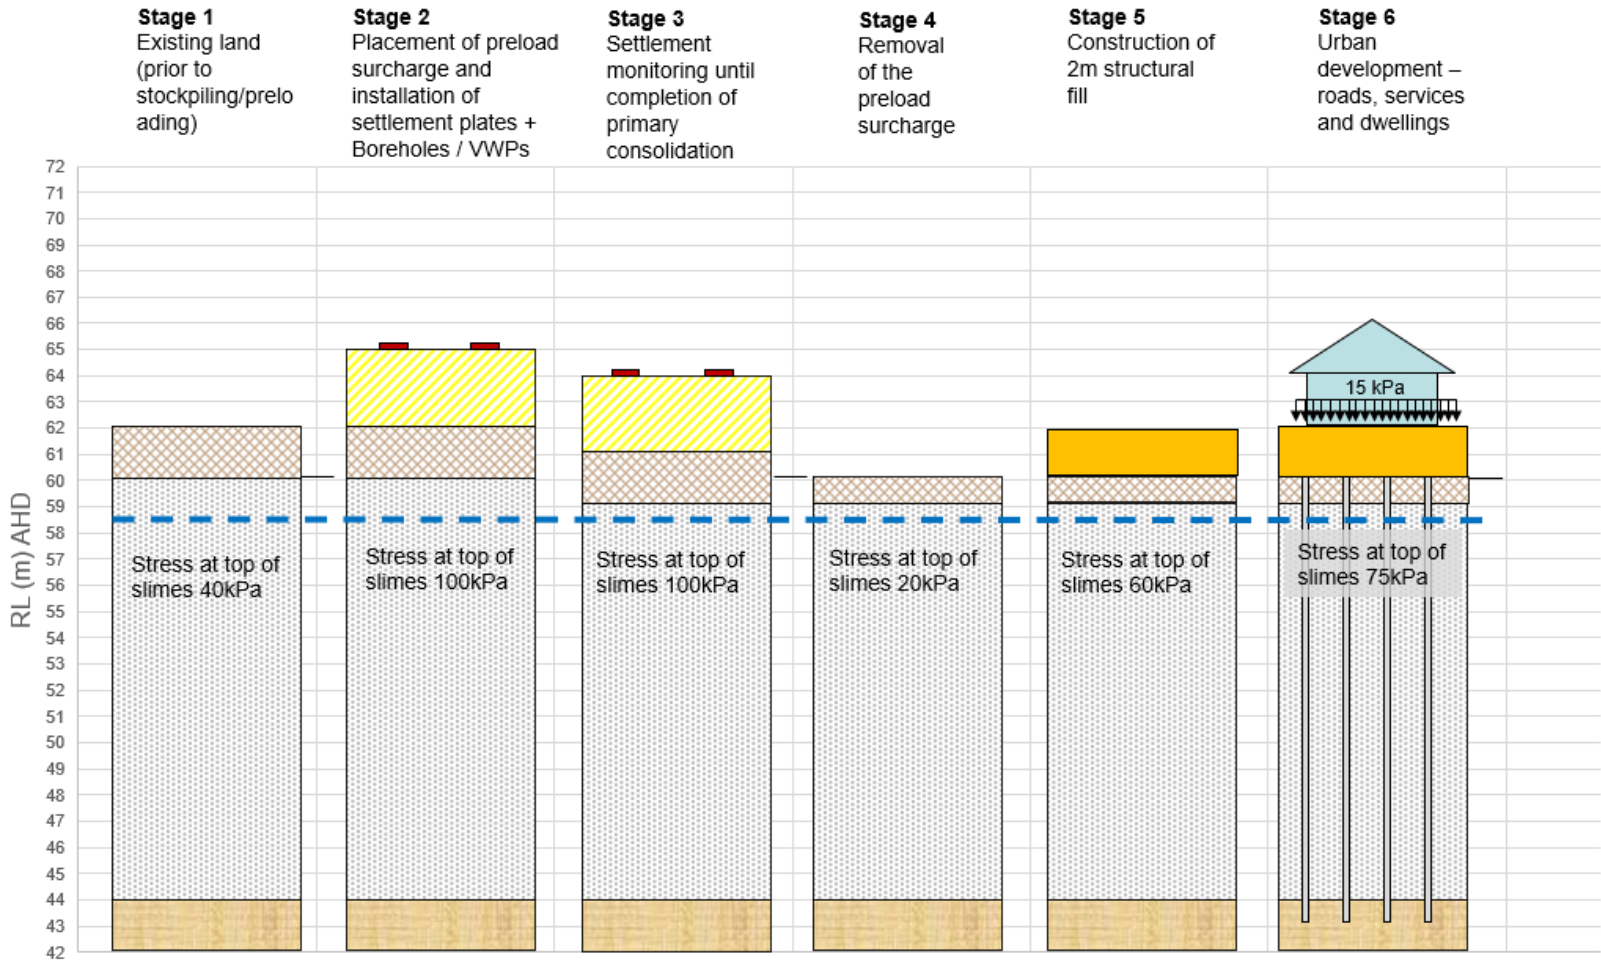 Stage 1
Existing land
(prior to
stockpiling/prelo
ading)
Stage 2
Placement of preload
surcharge and
installation of
settlement plates +
Boreholes / VWPs
Stage 3
Settlement
monitoring until
completion of
primary
consolidation
Stage 4
Removal
of the
preload
surcharge
Stage 5
Construction of
2m structural
fill
Stage 6
Urban
development –
roads, services
and dwellings
RL (m) AHD
72
71
70
69
68
67
66
65
64
63
62
61
60
59
58
57
56
55
54
53
52
51
50
49
48
47
46
45
44
43
42
Stress at top of
slimes 40kPa
Stress at top of
slimes 100kPa
Stress at top of
slimes 100kPa
Stress at top of
slimes 20kPa
Stress at top of
slimes 60kPa
15 kPa
Stress at top of
slimes 75kPa